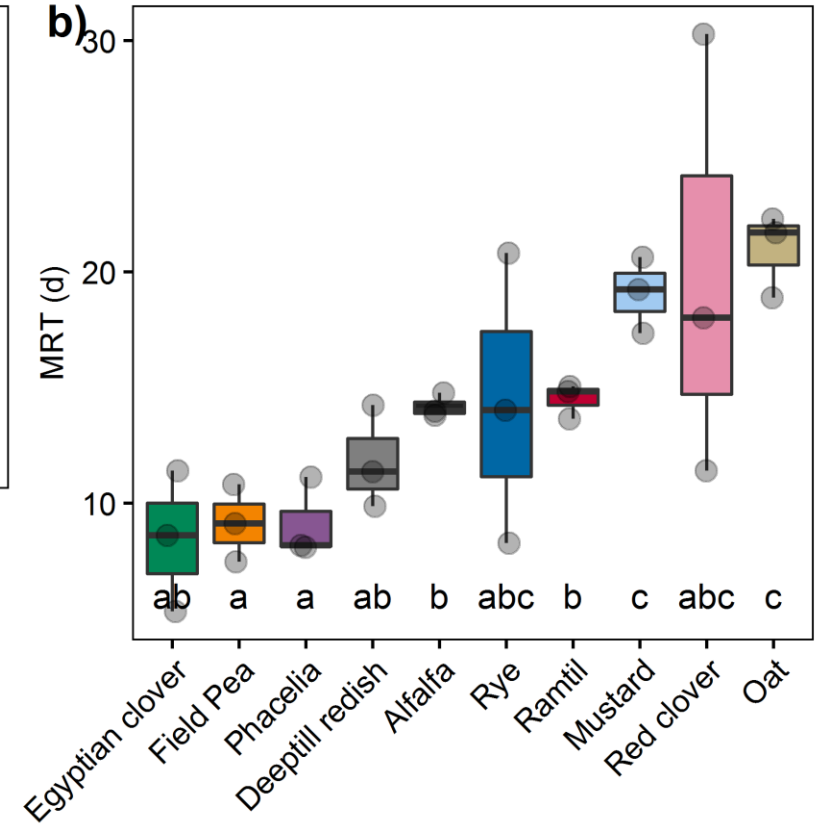 b)
30
20
10
MRT (d)
ab a a ab b abc b c abc c
Egyptian clover
Field Pea
Phacelia
Deeptill redish
Alfalfa
Rye
Ramtil
Mustard
Red clover
Oat